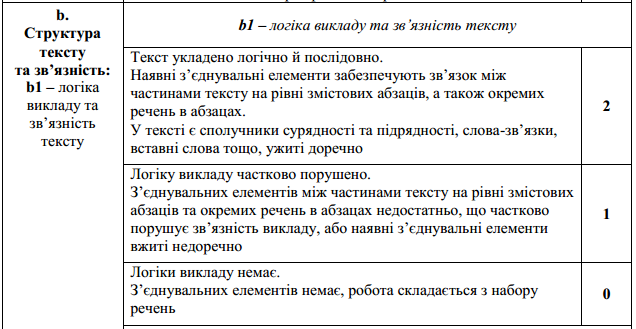 b.
Структура
тексту
та зв’язність:
b1 – логіка
викладу та
зв’язність
тексту
b1 – логіка викладу та зв’язність тексту
Текст укладено логічно й послідовно.
Наявні з’єднувальні елементи забезпечують зв’язок між
частинами тексту на рівні змістових абзаців, а також окремих
речень в абзацах.
У тексті є сполучники сурядності та підрядності, слова-зв’язки,
вставні слова тощо, ужиті доречно
2
Логіку викладу частково порушено.
З’єднувальних елементів між частинами тексту на рівні змістових
абзаців та окремих речень в абзацах недостатньо, що частково
порушує зв’язність викладу, або наявні з’єднувальні елементи
вжиті недоречно
1
Логіки викладу немає.
З’єднувальних елементів немає, робота складається з набору
речень
0